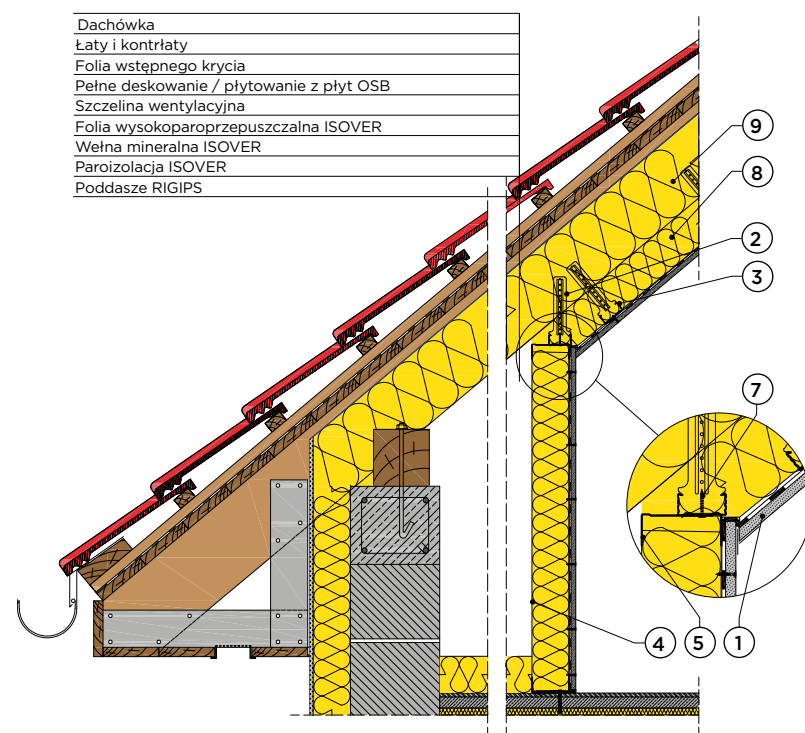 Dachówka
Łaty i kontrłaty
Folia wstępnego krycia
Pełne deskowanie / płytowanie z płyt OSB
Szczelina wentylacyjna
Folia wysokoparoprzepuszczalna ISOVER
Wełna mineralna ISOVER
Paroizolacja ISOVER
Poddasze RIGIPS
9
8
2
3
7
4
5
1